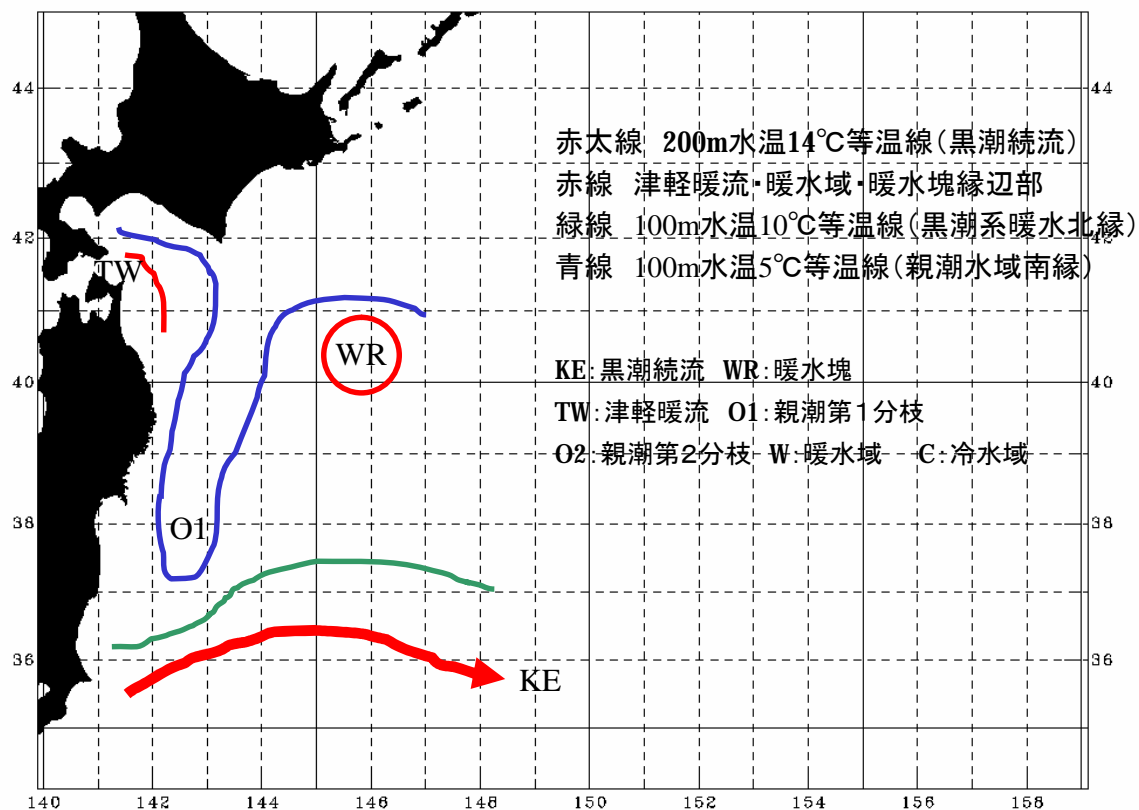 44
44
赤太線 200m水温14℃等温線(黒潮続流)
赤線 津軽暖流・暖水域・暖水塊縁辺部
42
42
緑線 100m水温10℃等温線(黒潮系暖水北縁)
TW
青線 100m水温5℃等温線(親潮水域南縁)
WR
KE:黒潮続流 WR:暖水塊
40
40
TW:津軽暖流 O1:親潮第1分枝
O2:親潮第2分枝 W:暖水域 C:冷水域
38
38
O1
36
36
KE
140 142 144 146 148 150 152 154 156 158